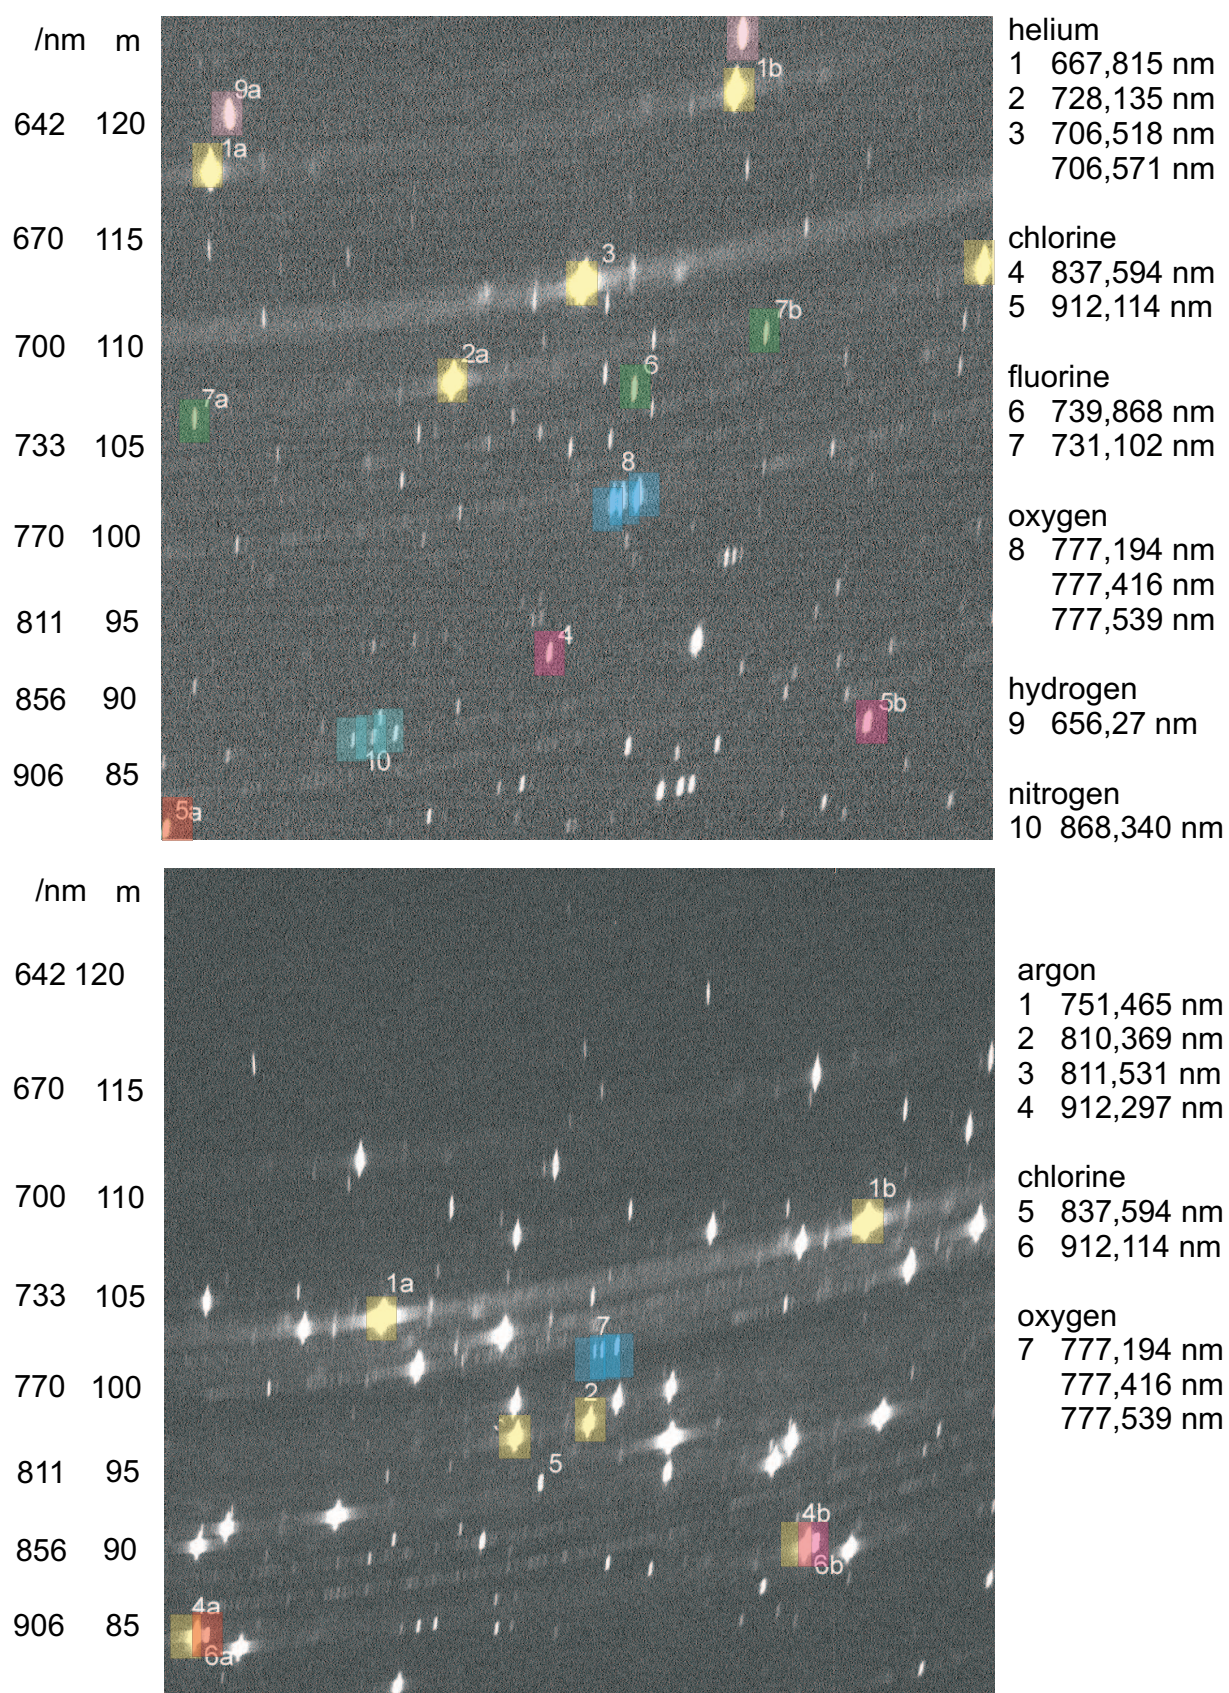 /nm m
642 120
670 115
700 110
733 105
770 100
811 95
856 90
906 85
9a
1b
1a
3
7b
2a
6
7a
8
4
5b
10
5a
helium
1 667,815 nm
2 728,135 nm
3 706,518 nm
706,571 nm
chlorine
4 837,594 nm
5 912,114 nm
fluorine
6 739,868 nm
7 731,102 nm
oxygen
8 777,194 nm
777,416 nm
777,539 nm
hydrogen
9 656,27 nm
nitrogen
10 868,340 nm
/nm m
642 120
670 115
700 110
733 105
770 100
811 95
856 90
906 85
1b
1a
7
2
5
4b
6b
4a
6a
argon
1 751,465 nm
2 810,369 nm
3 811,531 nm
4 912,297 nm
chlorine
5 837,594 nm
6 912,114 nm
oxygen
7 777,194 nm
777,416 nm
777,539 nm